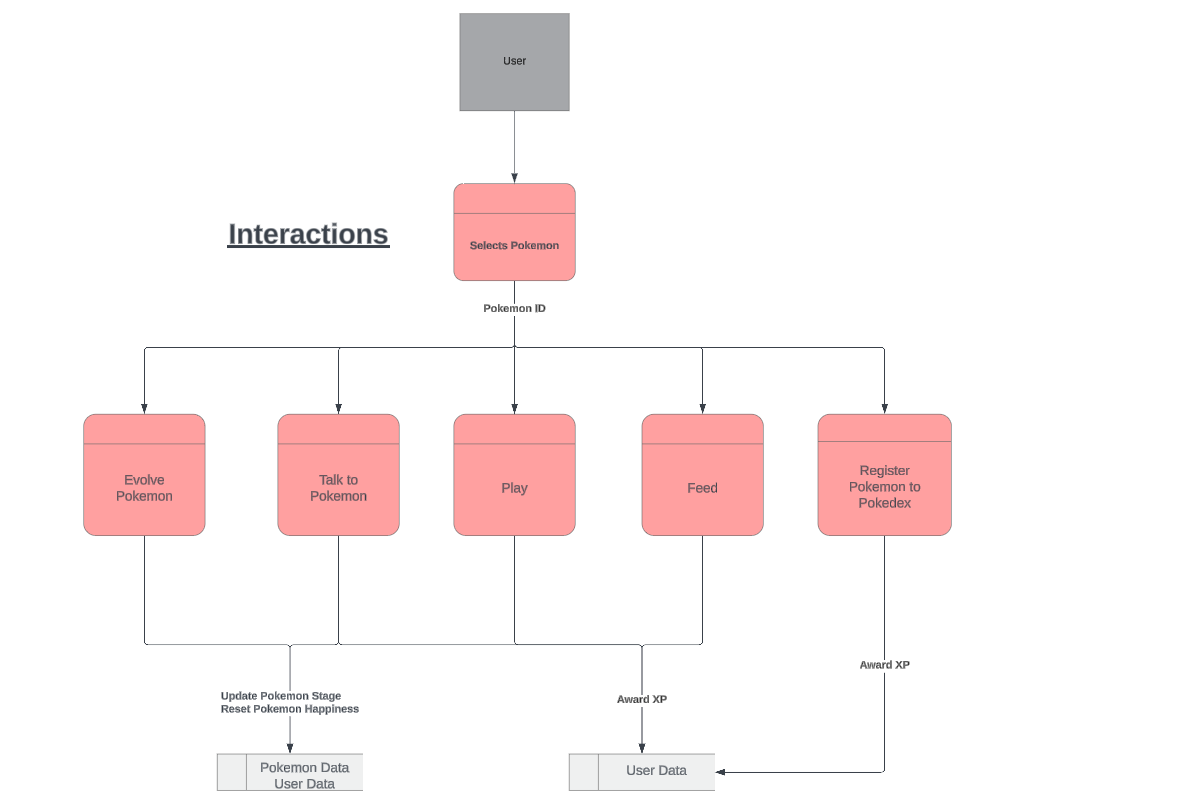 User
Interactions
Selects Pokemon
Pokemon ID
Evolve
Pokemon
Talk to
Pokemon
Play
Feed
Register
Pokemon to
Pokedex
Award XP
Update Pokemon Stage
Reset Pokemon Happiness
Award XP
Pokemon Data
User Data
User Data